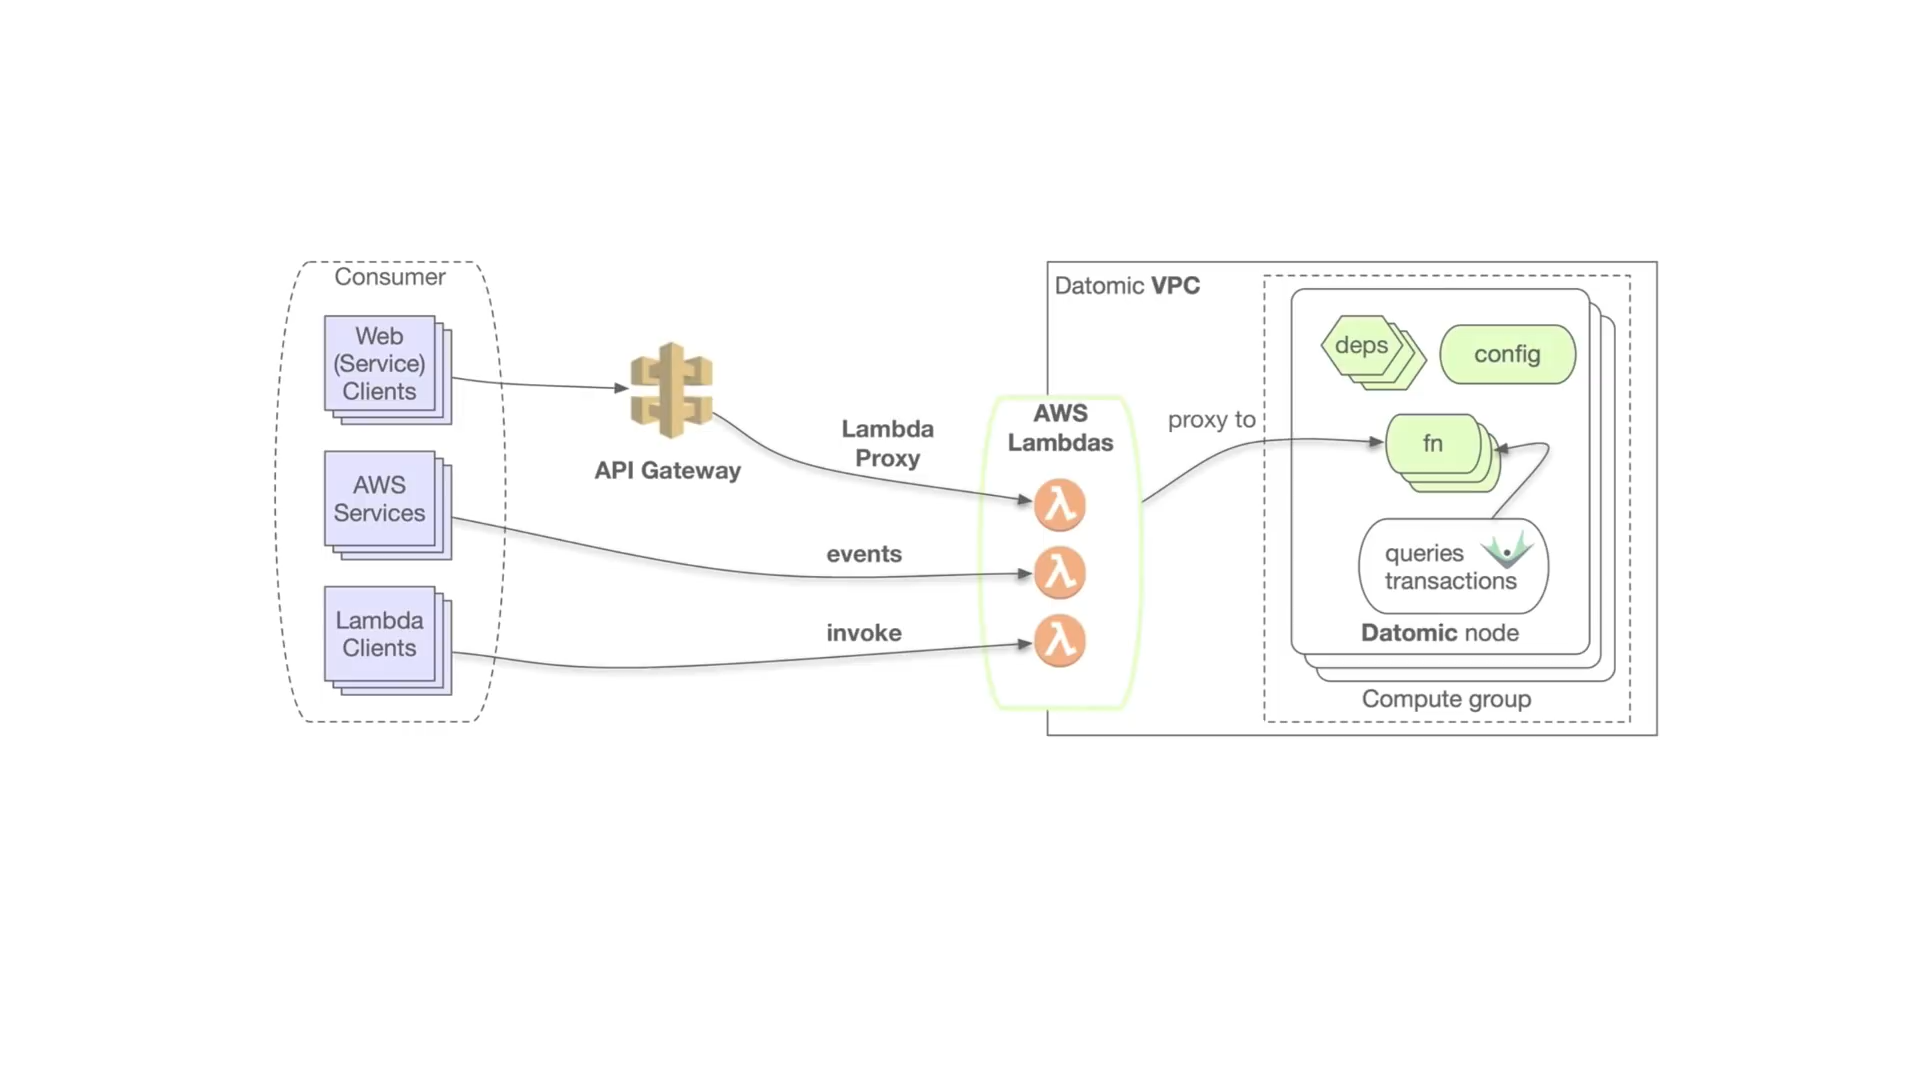 Consumer
Web
(Service)
Clients
AWS
Services
Lambda
Clients
API Gateway
Lambda
Proxy
events
invoke
Datomic VPC
AWS
Lambdas
proxy to
deps
config
fn
queries
transactions
Datomic node
Compute group